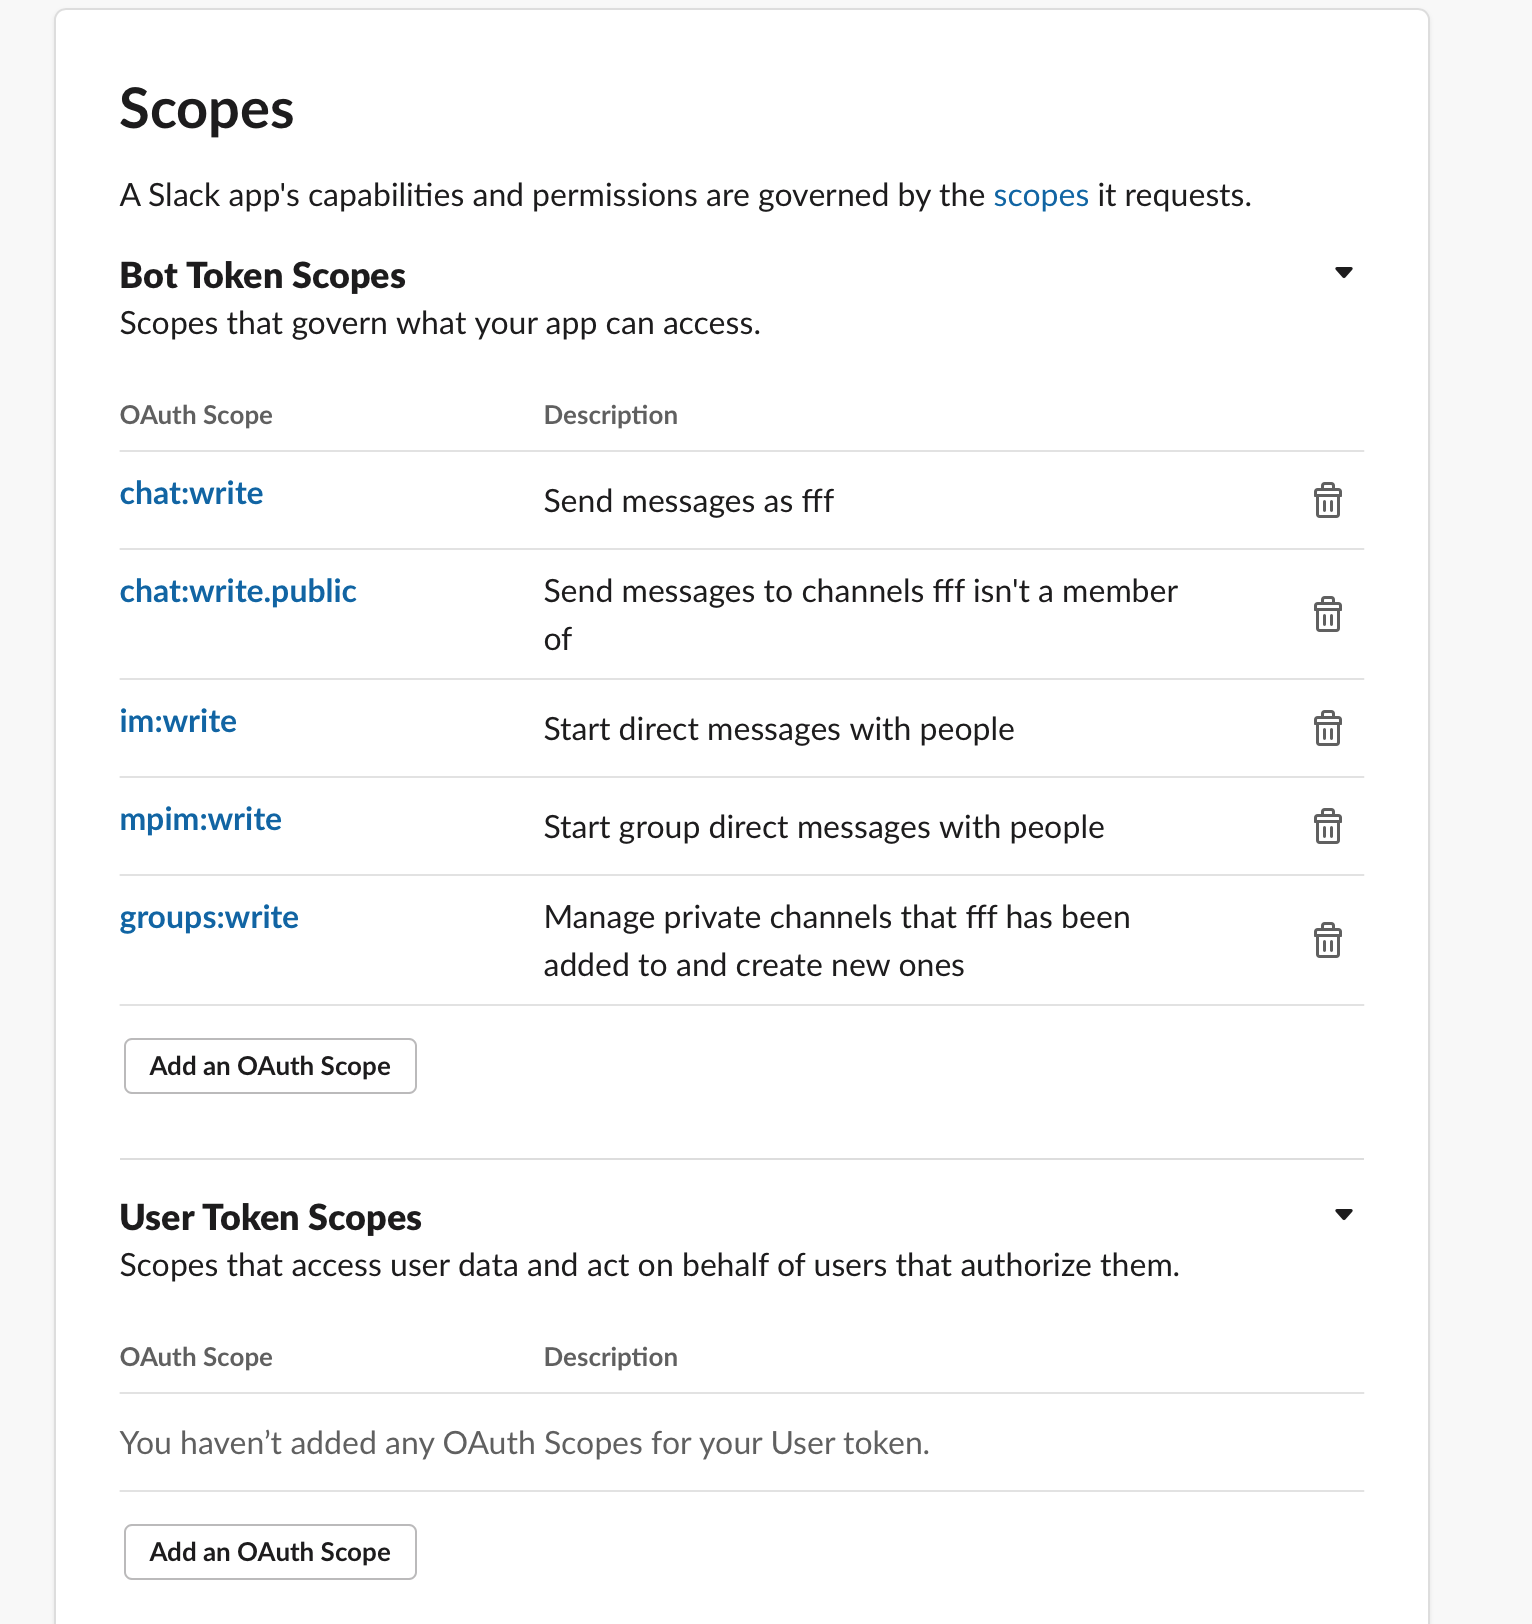 Scopes
A Slack app's capabilities and permissions are governed by the scopes it requests.
Bot Token Scopes
Scopes that govern what your app can access.
OAuth Scope Description
chat:write Send messages as fff
chat:write.public Send messages to channels fff isn't a member
of
im:write Start direct messages with people
mpim:write Start group direct messages with people
groups:write Manage private channels that fff has been
added to and create new ones
Add an OAuth Scope
User Token Scopes
Scopes that access user data and act on behalf of users that authorize them.
OAuth Scope Description
You haven’t added any OAuth Scopes for your User token.
Add an OAuth Scope